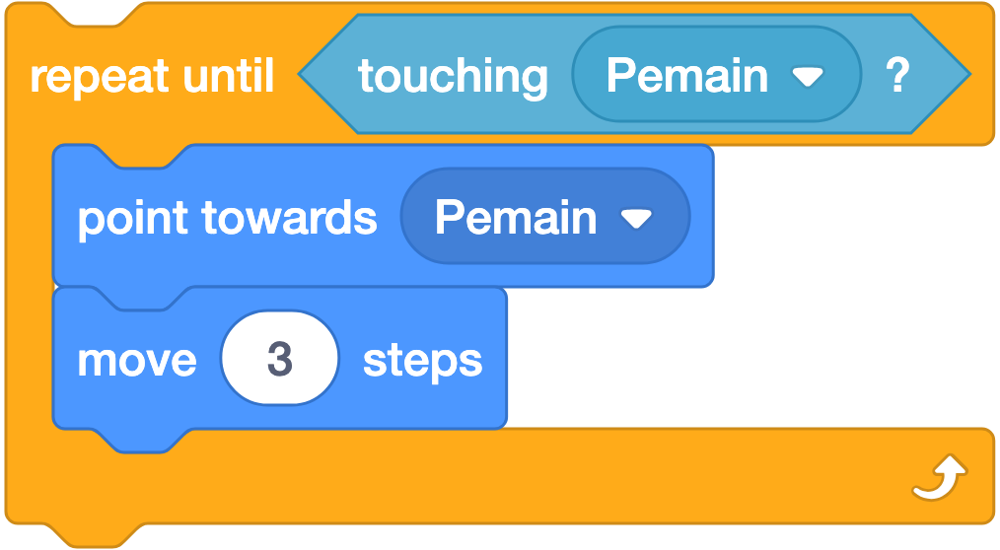 repeat until touching Pemain ?
point towards Pemain
move 3 steps